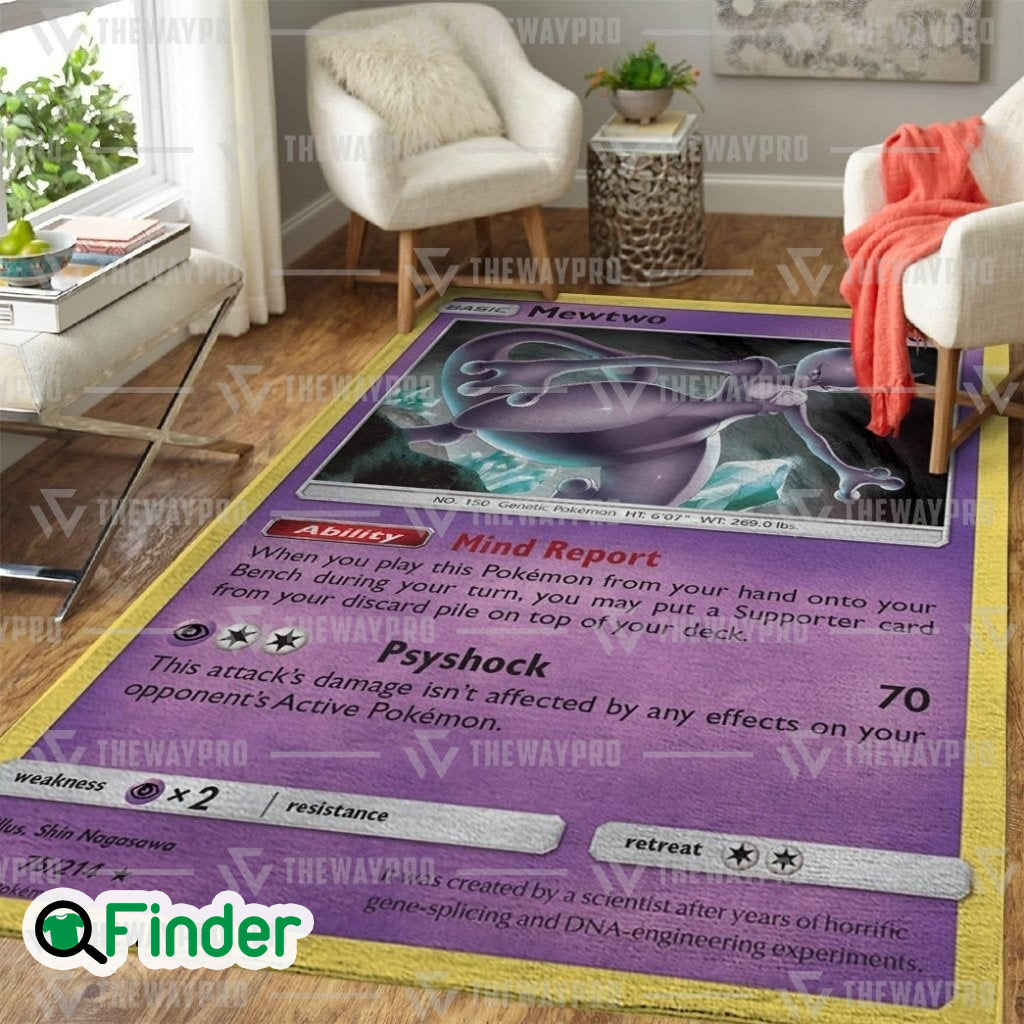 BASIC Mewtwo
NO. 150 Genetic Pokémon HT: 6'07" WT: 269.0 lbs.
Ability Mind Report
When you play this Pokémon from your hand onto your
Bench during your turn, you may put a Supporter card
from your discard pile on top of your deck.
Psyshock 70
This attack's damage isn't affected by any effects on your
opponent's Active Pokémon.
weakness ×2 resistance
retreat
Illus. Shin Nagasawa
75/214 ★
It was created by a scientist after years of horrific
gene-splicing and DNA-engineering experiments.
Finder
THEWAYPRO